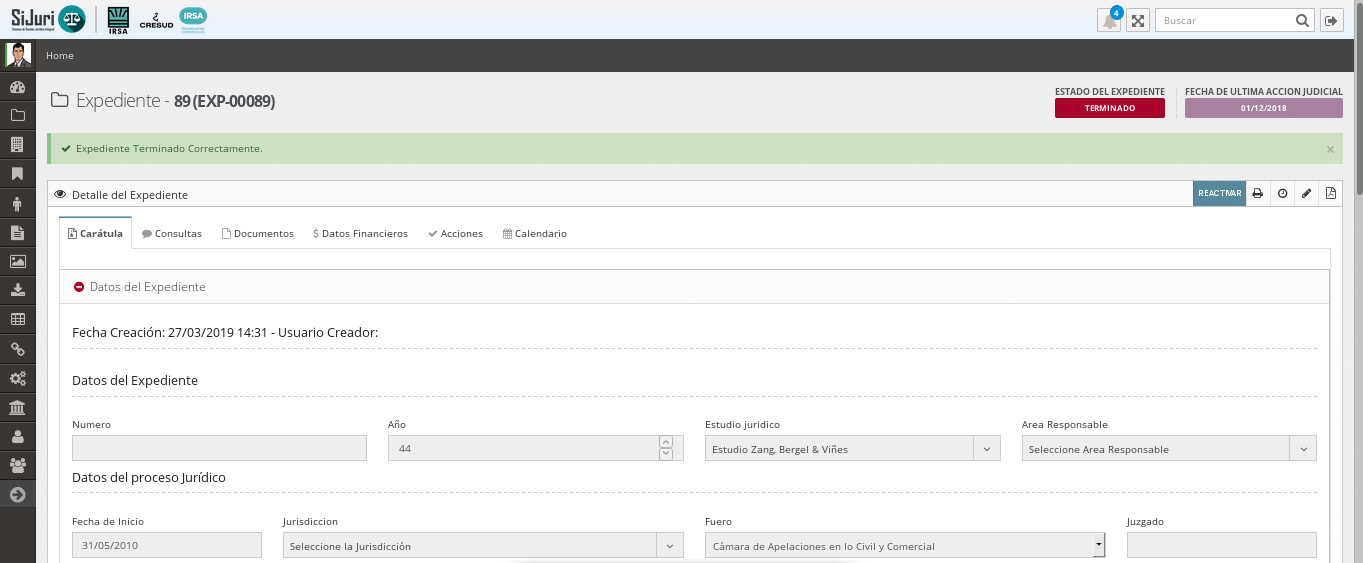 SiJuri
IRSA
CRESUD
IRSA
4
Buscar
Home
Expediente - 89 (EXP-00089)
ESTADO DEL EXPEDIENTE
TERMINADO
FECHA DE ULTIMA ACCION JUDICIAL
01/12/2018
Expediente Terminado Correctamente.
×
Detalle del Expediente
REACTIVAR
Carátula
Consultas
Documentos
$ Datos Financieros
Acciones
Calendario
Datos del Expediente
Fecha Creación: 27/03/2019 14:31 - Usuario Creador:
Datos del Expediente
Numero
Año
Estudio juridico
Area Responsable
44
Estudio Zang, Bergel & Viñes
Seleccione Area Responsable
Datos del proceso Jurídico
Fecha de Inicio
Jurisdiccion
Fuero
Juzgado
31/05/2010
Seleccione la Jurisdicción
Cámara de Apelaciones en lo Civil y Comercial